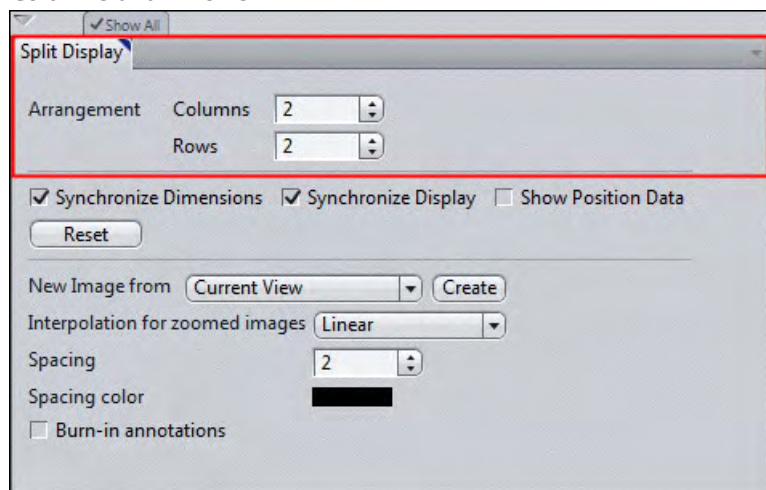 Show All
Split Display
Arrangement Columns 2
Rows 2
Synchronize Dimensions Synchronize Display Show Position Data
Reset
New Image from Current View Create
Interpolation for zoomed images Linear
Spacing 2
Spacing color
Burn-in annotations